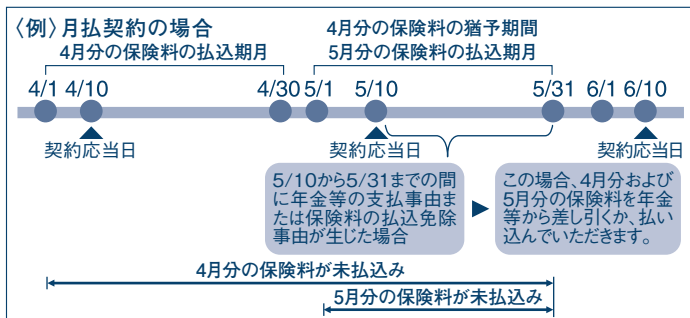 〈例〉月払契約の場合
4月分の保険料の猶予期間
4月分の保険料の払込期月
5月分の保険料の払込期月
4/1 4/10 4/30 5/1 5/10 5/31 6/1 6/10
契約応当日 契約応当日 契約応当日
5/10から5/31までの間
に年金等の支払事由ま
たは保険料の払込免除
事由が生じた場合
この場合、4月分および
5月分の保険料を年金
等から差し引くか、払い
込んでいただきます。
4月分の保険料が未払込み
5月分の保険料が未払込み